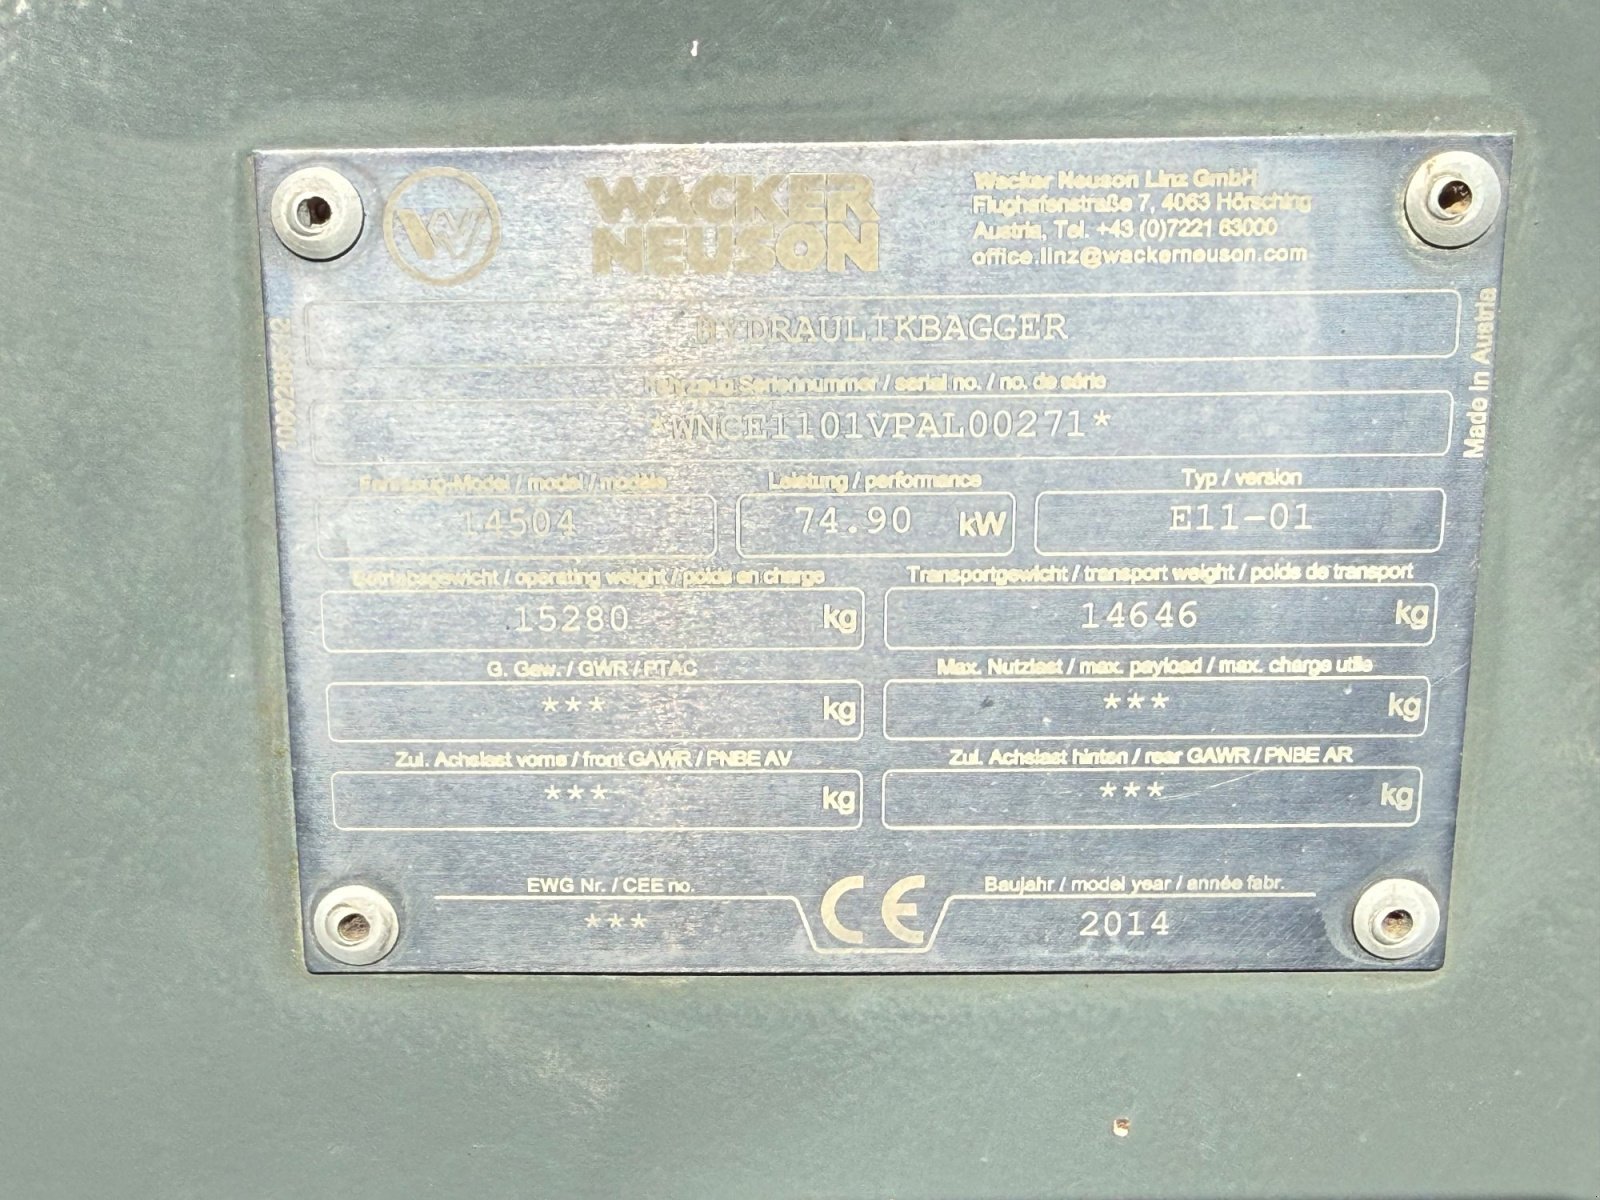 WACKER
NEUSON
Wacker Neuson Linz GmbH
Flughafenstraße 7, 4063 Hörsching
Austria, Tel. +43 (0)7221 63000
office.linz@wackerneuson.com
HYDRAULIKBAGGER
Fahrzeug Seriennummer / serial no. / no. de série
*WNCE1101VPAL00271*
Fahrzeug-Model / model / modèle
14504
Leistung / performance
74.90 kW
Typ / version
E11-01
Betriebsgewicht / operating weight / poids en charge
15280 kg
Transportgewicht / transport weight / poids de transport
14646 kg
G. Gew. / GWR / PTAC
*** kg
Max. Nutzlast / max. payload / max. charge utile
*** kg
Zul. Achslast vorne / front GAWR / PNBE AV
*** kg
Zul. Achslast hinten / rear GAWR / PNBE AR
*** kg
EWG Nr. / CEE no.
***
CE
Baujahr / model year / année fabr.
2014
Made in Austria